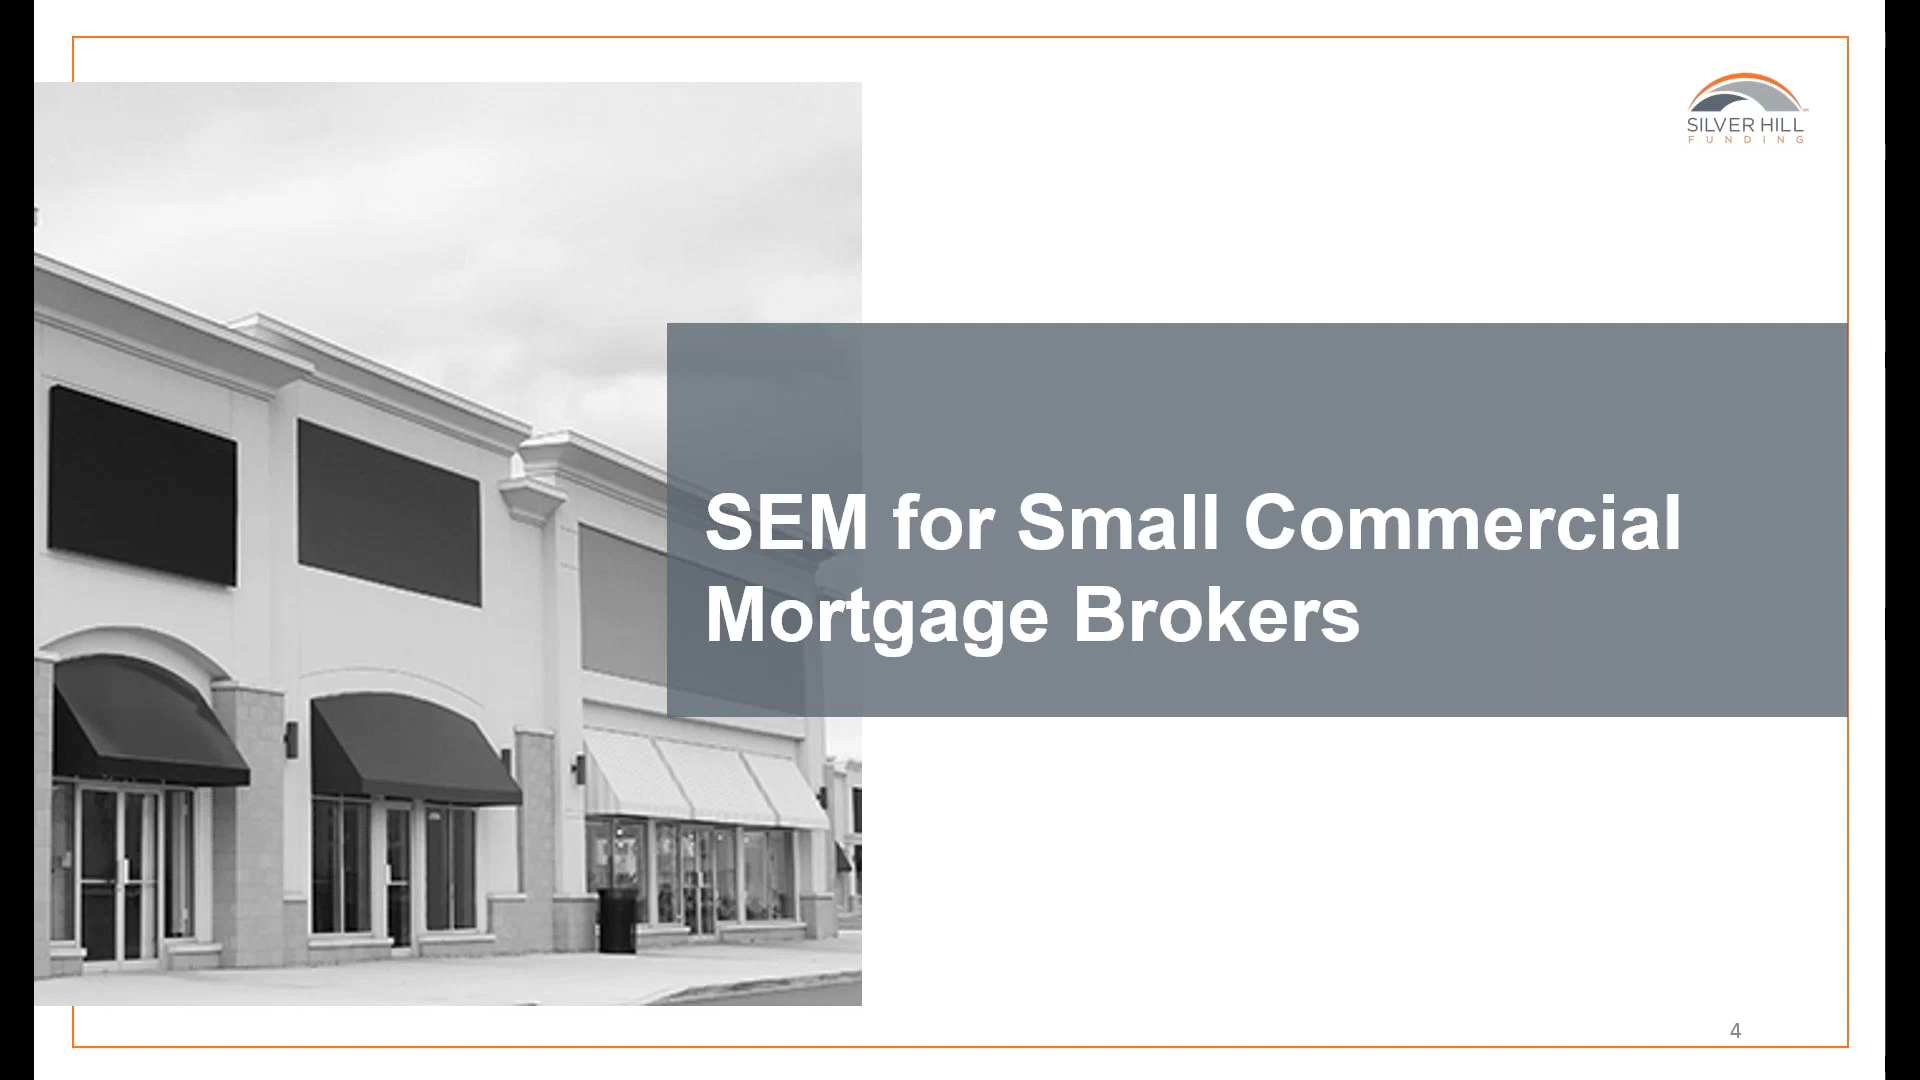 SILVER HILL
FUNDING
SEM for Small Commercial
Mortgage Brokers
4